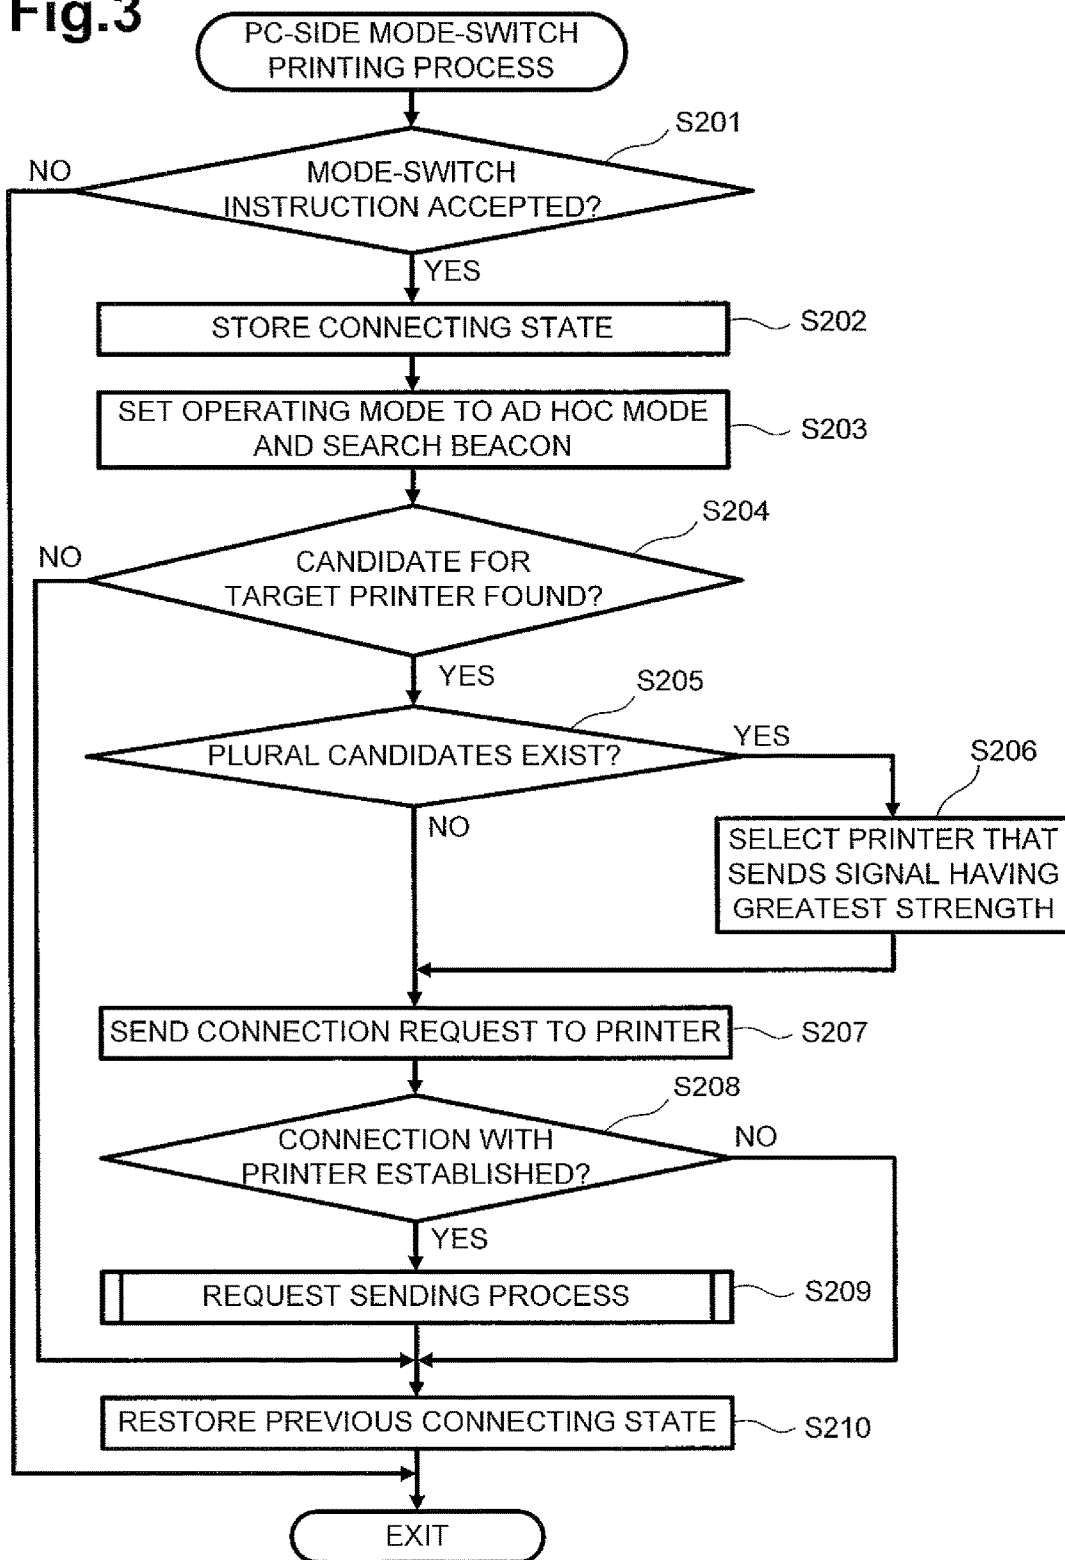 Fig.3
PC-SIDE MODE-SWITCH
PRINTING PROCESS
S201
NO
MODE-SWITCH
INSTRUCTION ACCEPTED?
YES
STORE CONNECTING STATE
S202
SET OPERATING MODE TO AD HOC MODE
AND SEARCH BEACON
S203
S204
NO
CANDIDATE FOR
TARGET PRINTER FOUND?
YES
S205
PLURAL CANDIDATES EXIST?
YES
S206
NO
SELECT PRINTER THAT
SENDS SIGNAL HAVING
GREATEST STRENGTH
SEND CONNECTION REQUEST TO PRINTER
S207
S208
CONNECTION WITH
PRINTER ESTABLISHED?
NO
YES
REQUEST SENDING PROCESS
S209
RESTORE PREVIOUS CONNECTING STATE
S210
EXIT